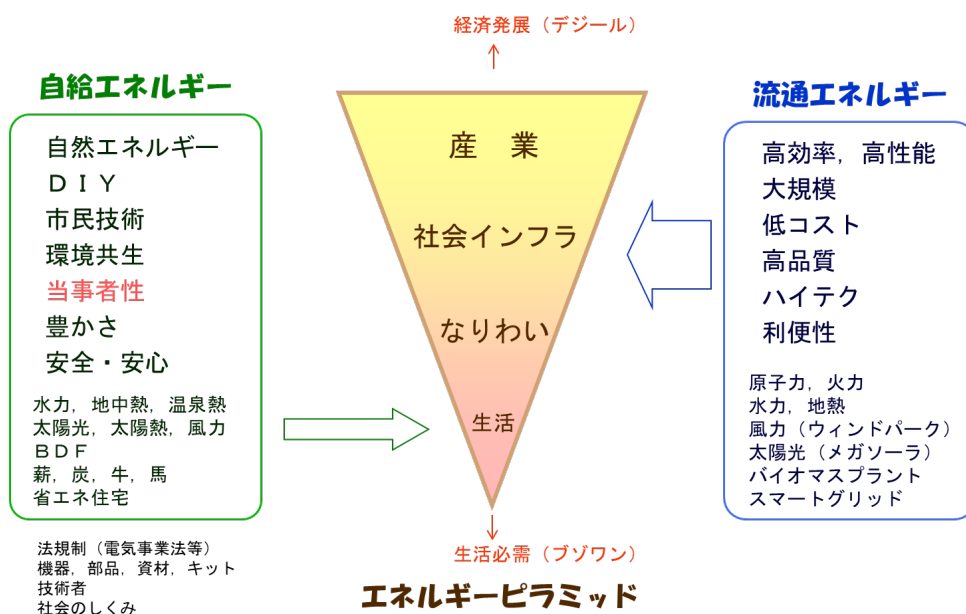 経済発展（デジール）
自給エネルギー
自然エネルギー
ＤＩＹ
市民技術
環境共生
当事者性
豊かさ
安全・安心
水力，地中熱，温泉熱
太陽光，太陽熱，風力
ＢＤＦ
薪，炭，牛，馬
省エネ住宅
法規制（電気事業法等）
機器，部品，資材，キット
技術者
社会のしくみ
産　業
社会インフラ
なりわい
生活
生活必需（ブゾワン）
エネルギーピラミッド
流通エネルギー
高効率，高性能
大規模
低コスト
高品質
ハイテク
利便性
原子力，火力
水力，地熱
風力（ウィンドパーク）
太陽光（メガソーラ）
バイオマスプラント
スマートグリッド